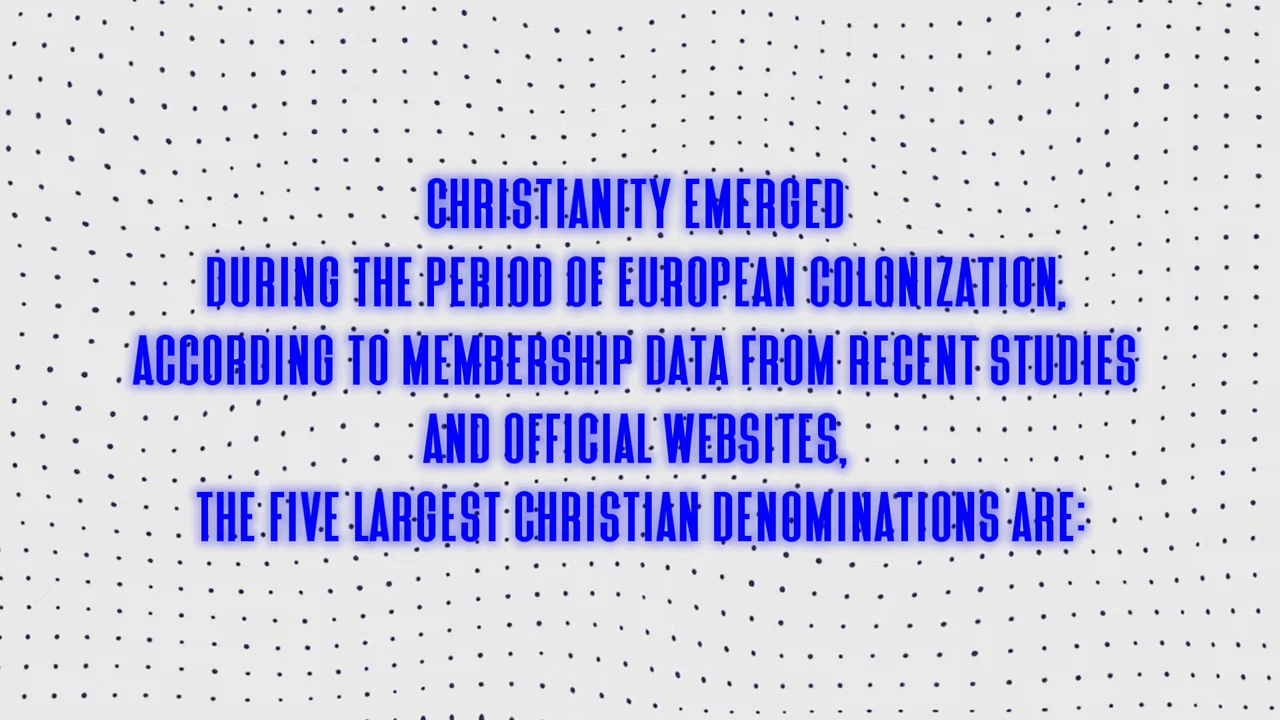 CHRISTIANITY EMERGED
DURING THE PERIOD OF EUROPEAN COLONIZATION,
ACCORDING TO MEMBERSHIP DATA FROM RECENT STUDIES
AND OFFICIAL WEBSITES,
THE FIVE LARGEST CHRISTIAN DENOMINATIONS ARE: